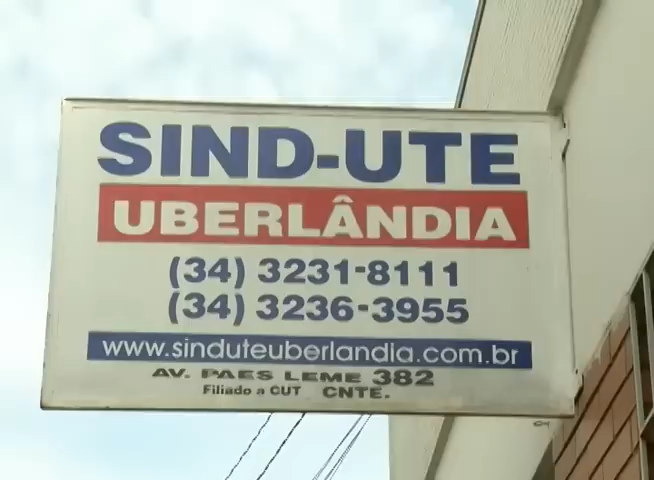 SIND-UTE
UBERLÂNDIA
(34) 3231-8111
(34) 3236-3955
www.sinduteuberlandia.com.br
AV. PAES LEME 382
Filiado a CUT CNTE.